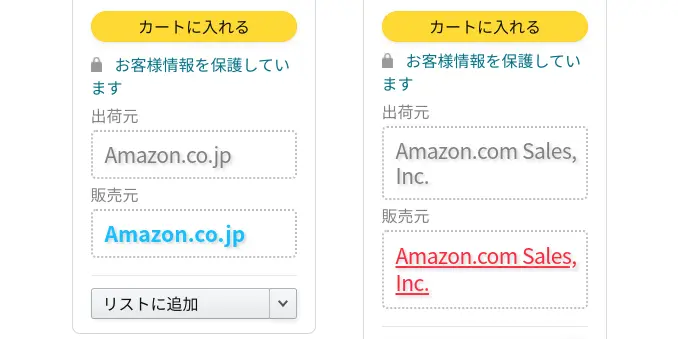 カートに入れる
お客様情報を保護してい
ます
出荷元
Amazon.co.jp
販売元
Amazon.co.jp
リストに追加
カートに入れる
お客様情報を保護してい
ます
出荷元
Amazon.com Sales,
Inc.
販売元
Amazon.com Sales,
Inc.